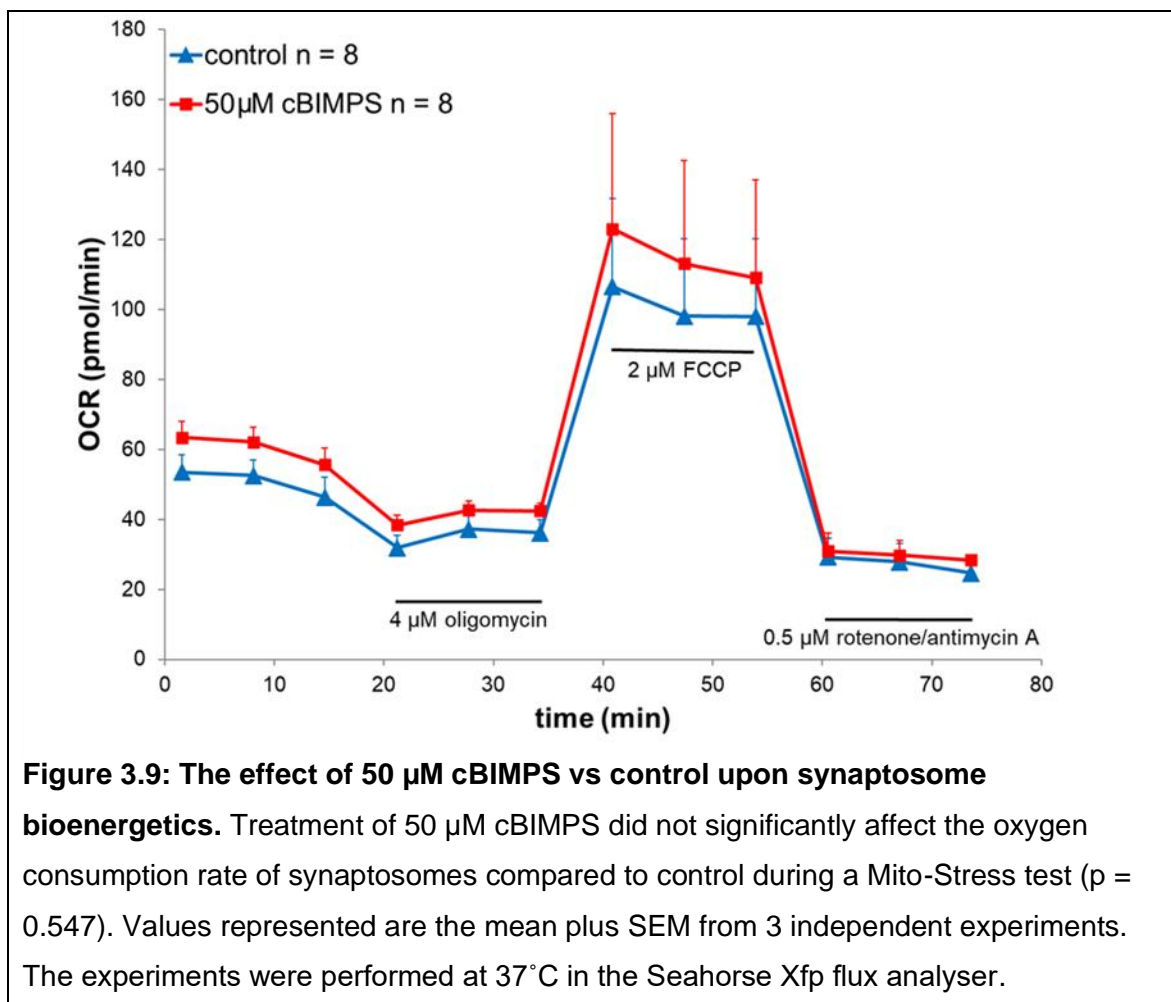 180
160
140
120
100
80
60
40
20
0
OCR (pmol/min)
control n = 8
50µM cBIMPS n = 8
2 µM FCCP
4 µM oligomycin
0.5 µM rotenone/antimycin A
0 10 20 30 40 50 60 70 80
time (min)
Figure 3.9: The effect of 50 µM cBIMPS vs control upon synaptosome
bioenergetics. Treatment of 50 µM cBIMPS did not significantly affect the oxygen
consumption rate of synaptosomes compared to control during a Mito-Stress test (p =
0.547). Values represented are the mean plus SEM from 3 independent experiments.
The experiments were performed at 37˚C in the Seahorse Xfp flux analyser.